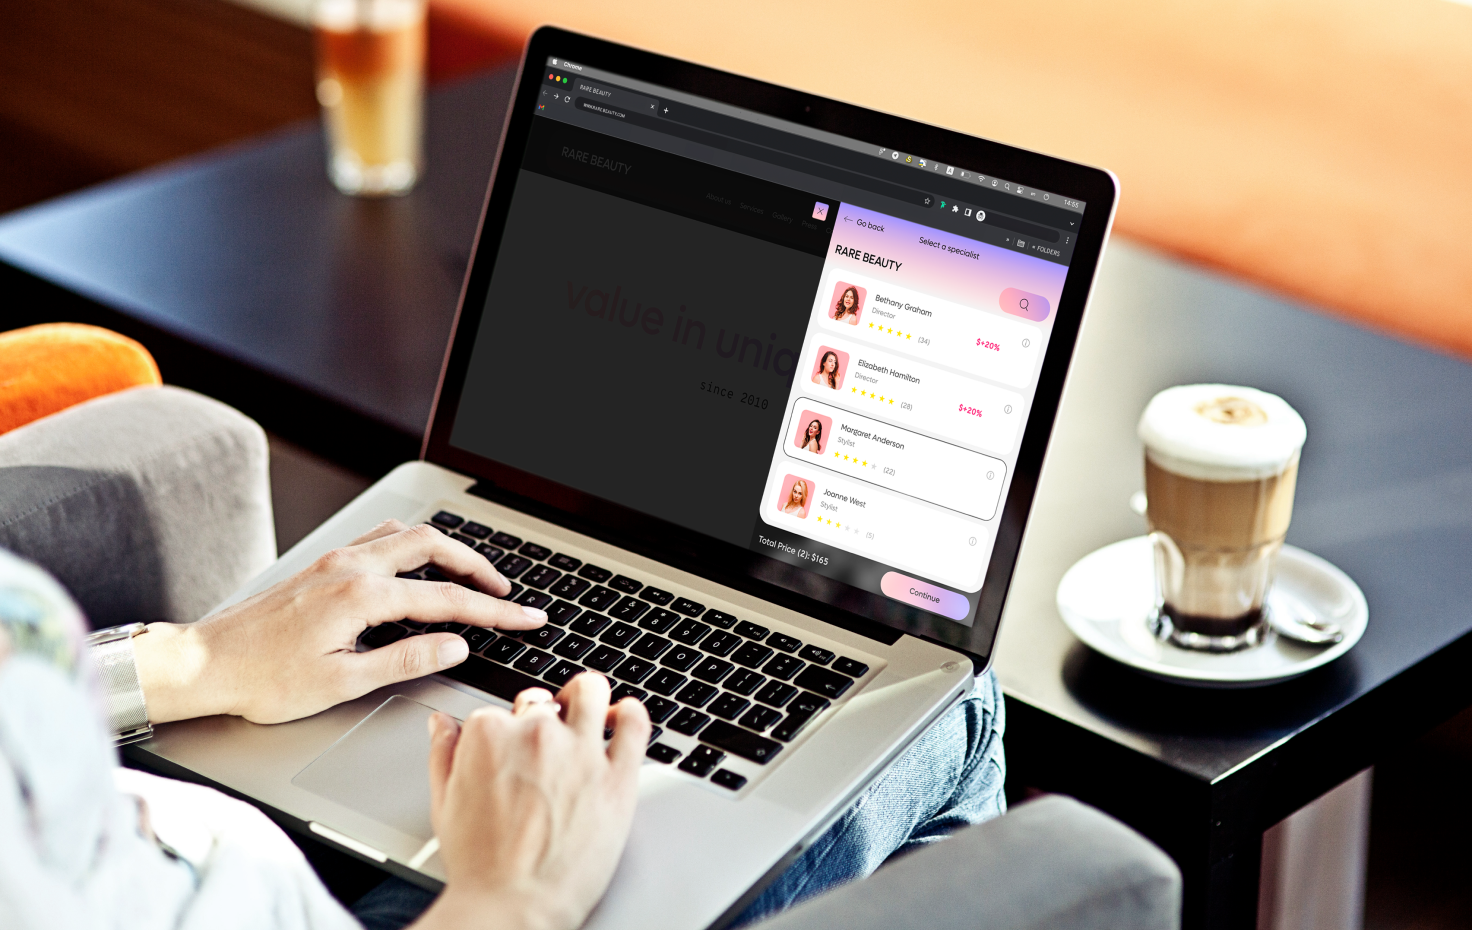 Chrome
RARE BEAUTY
WWW.RAREBEAUTY.COM
14:55
+ FOLDERS
RARE BEAUTY
About us Services Gallery Press
value in uniq
since 2010
Go back
Select a specialist
RARE BEAUTY
Bethany Graham
Director
(34)
$+20%
Elizabeth Hamilton
Director
(28)
$+20%
Margaret Anderson
Stylist
(22)
Joanne West
Stylist
(5)
Total Price (2): $165
Continue